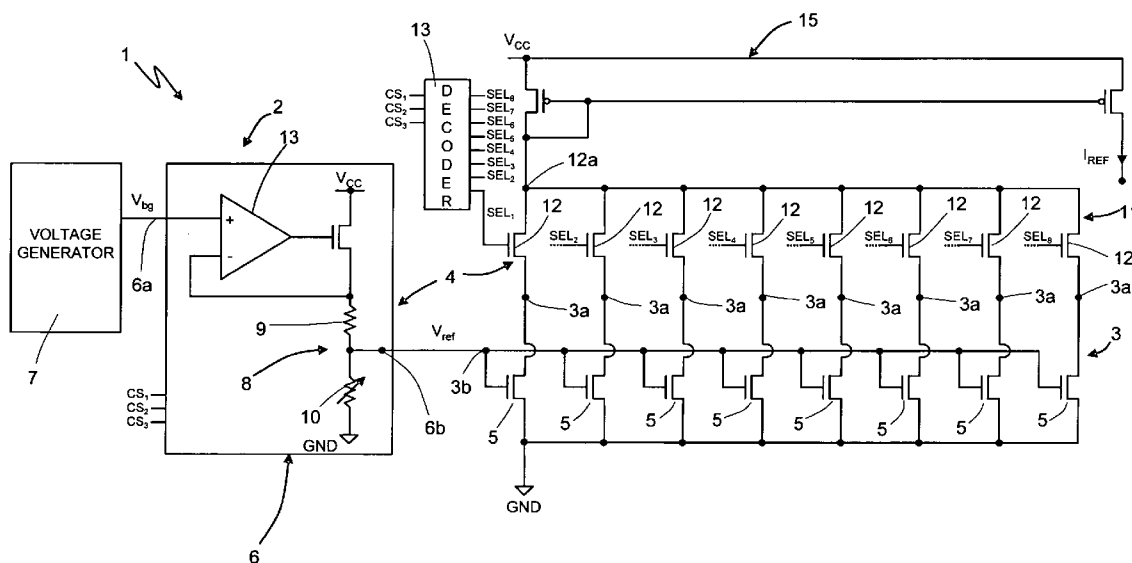 1
2
13
V_CC
V_bg
6a
VOLTAGE
GENERATOR
7
+
-
9
8
10
GND
CS1
CS2
CS3
6
4
V_ref
6b
3b
13
CS1
CS2
CS3
DECODER
SEL8
SEL7
SEL6
SEL5
SEL4
SEL3
SEL2
SEL1
V_CC
15
12a
I_REF
12 12 12 12 12 12 12 12
SEL2 SEL3 SEL4 SEL5 SEL6 SEL7 SEL8
3a 3a 3a 3a 3a 3a 3a 3a
3
5 5 5 5 5 5 5 5
GND